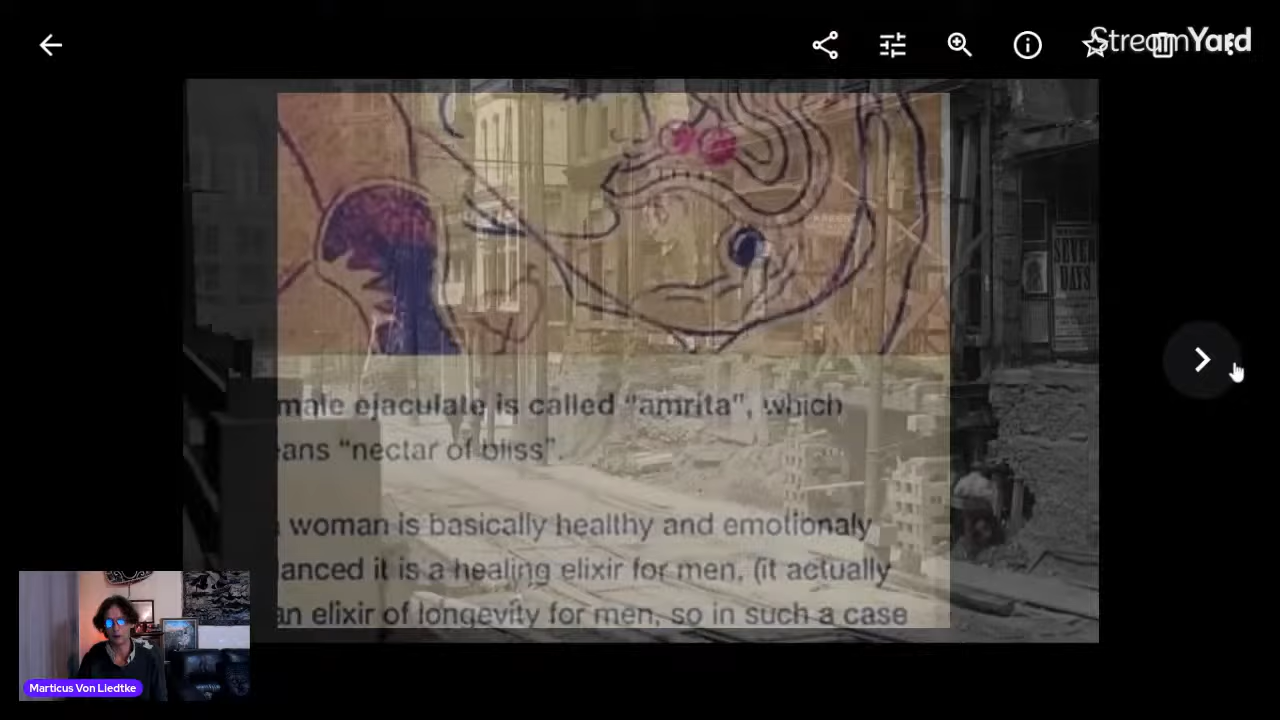 StreamYard
SEVEN
DAYS
male ejaculate is called “amrita”, which
eans “nectar of bliss”.
woman is basically healthy and emotionaly
lanced it is a healing elixir for men, (it actually
an elixir of longevity for men, so in such a case
Marticus Von Liedtke